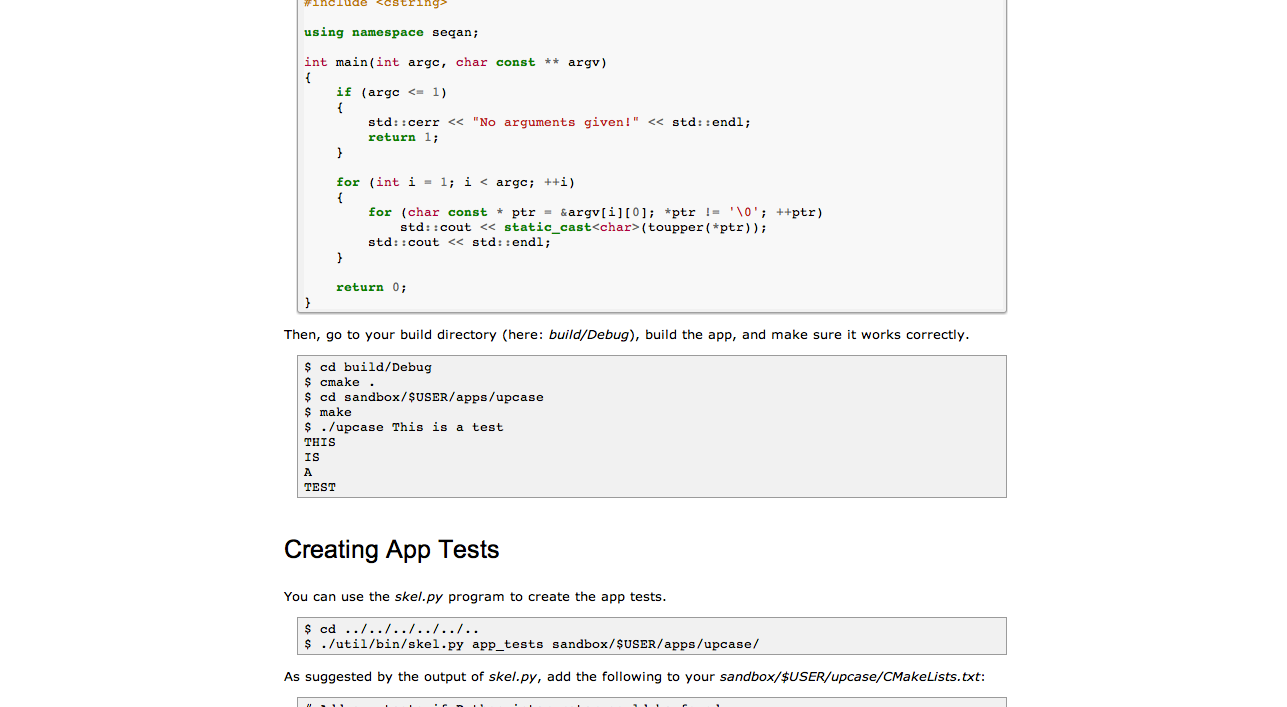 #include <cstring>
using namespace seqan;
int main(int argc, char const ** argv)
{
    if (argc <= 1)
    {
        std::cerr << "No arguments given!" << std::endl;
        return 1;
    }
    for (int i = 1; i < argc; ++i)
    {
        for (char const * ptr = &argv[i][0]; *ptr != '\0'; ++ptr)
            std::cout << static_cast<char>(toupper(*ptr));
        std::cout << std::endl;
    }
    return 0;
}
Then, go to your build directory (here: build/Debug), build the app, and make sure it works correctly.
$ cd build/Debug
$ cmake .
$ cd sandbox/$USER/apps/upcase
$ make
$ ./upcase This is a test
THIS
IS
A
TEST
Creating App Tests
You can use the skel.py program to create the app tests.
$ cd ../../../../../..
$ ./util/bin/skel.py app_tests sandbox/$USER/apps/upcase/
As suggested by the output of skel.py, add the following to your sandbox/$USER/upcase/CMakeLists.txt: